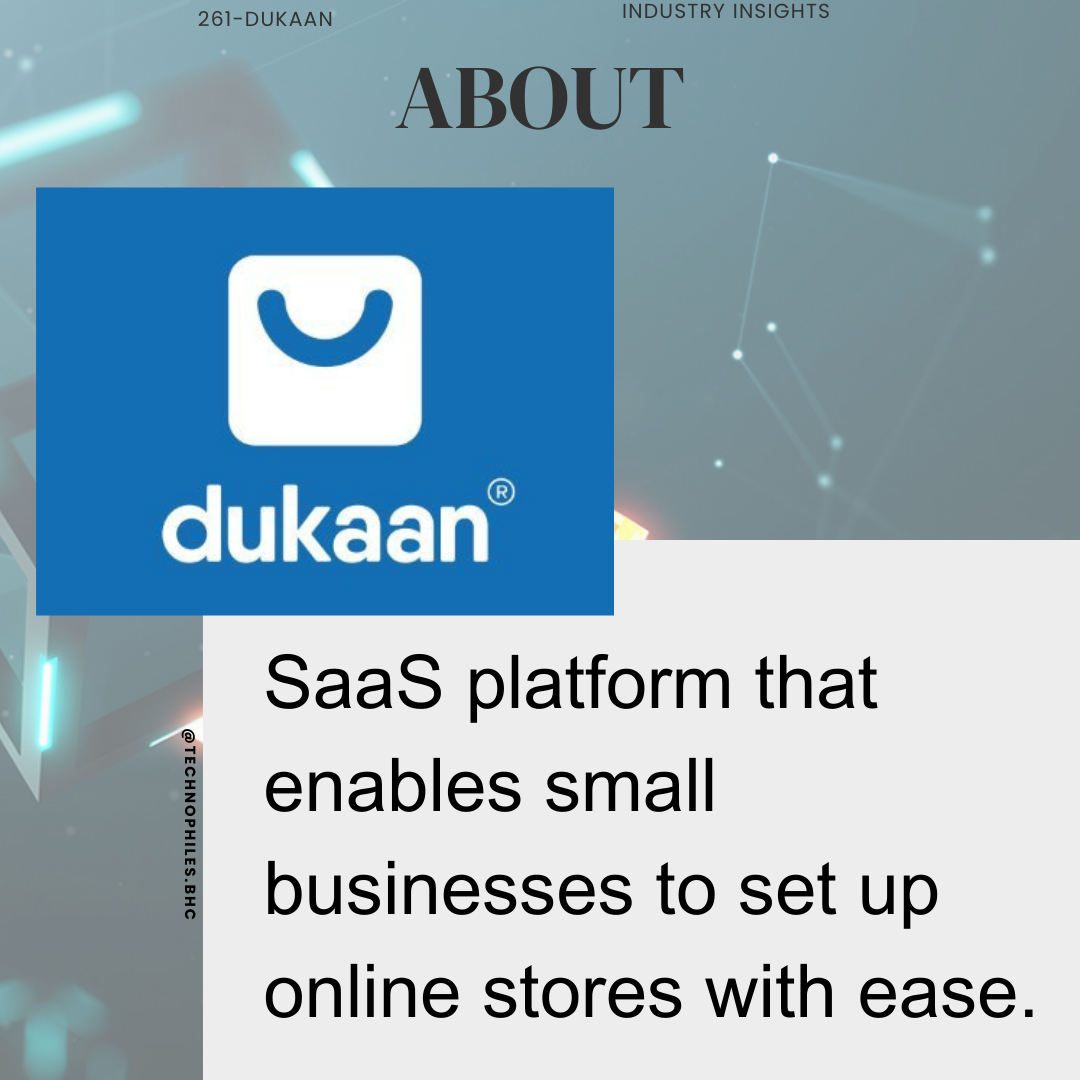 261-DUKAAN
INDUSTRY INSIGHTS
ABOUT
dukaan®
@TECHNOPHILES.BHC
SaaS platform that
enables small
businesses to set up
online stores with ease.